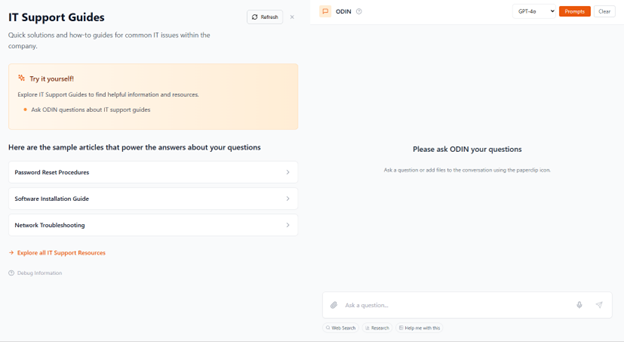 IT Support Guides
Refresh
Quick solutions and how-to guides for common IT issues within the
company.
Try it yourself!
Explore IT Support Guides to find helpful information and resources.
Ask ODIN questions about IT support guides
Here are the sample articles that power the answers about your questions
Password Reset Procedures
Software Installation Guide
Network Troubleshooting
Explore all IT Support Resources
Debug Information
ODIN
GPT-4o
Prompts
Clear
Please ask ODIN your questions
Ask a question or add files to the conversation using the paperclip icon.
Ask a question...
Web Search
Research
Help me with this